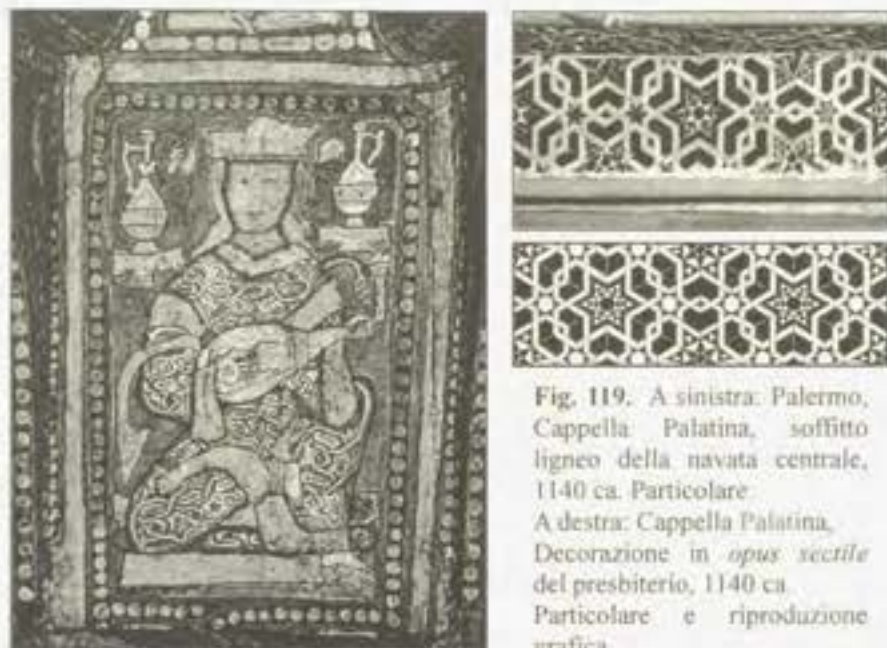 Fig. 119. A sinistra: Palermo,
Cappella Palatina, soffitto
ligneo della navata centrale,
1140 ca. Particolare
A destra: Cappella Palatina,
Decorazione in opus sectile
del presbiterio, 1140 ca
Particolare e riproduzione
grafica